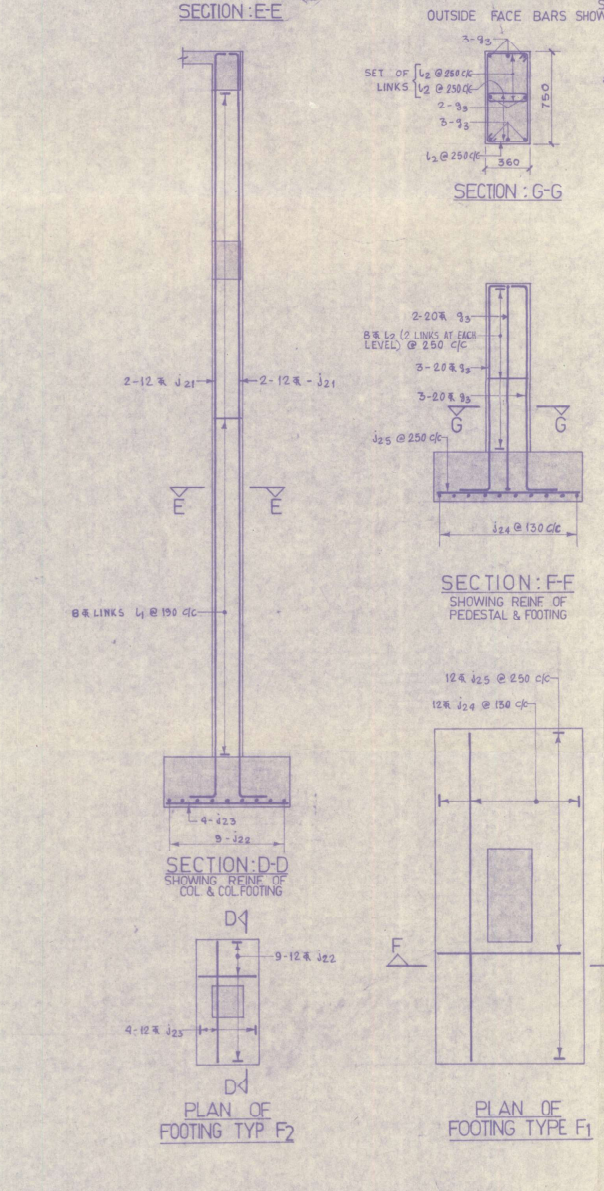 SECTION : E-E
OUTSIDE FACE BARS SHOW
3-g3
SET OF
LINKS
L2 @ 250 c/c
L2 @ 250 c/c
2-g3
3-g3
L2 @ 250 c/c
360
750
SECTION : G-G
2-20 g3
8 L2 (2 LINKS AT EACH
LEVEL) @ 250 c/c
3-20 g3
3-20 g3
G
G
j25 @ 250 c/c
j24 @ 130 c/c
SECTION : F-F
SHOWING REINF OF
PEDESTAL & FOOTING
2-12 j21
2-12 - j21
E
E
8 LINKS L1 @ 190 c/c
4-j23
9-j22
SECTION : D-D
SHOWING REINF OF
COL & COL FOOTING
12 j25 @ 250 c/c
12 j24 @ 130 c/c
F
D
9-12 j22
4-12 j23
D
PLAN OF
FOOTING TYP F2
PLAN OF
FOOTING TYPE F1